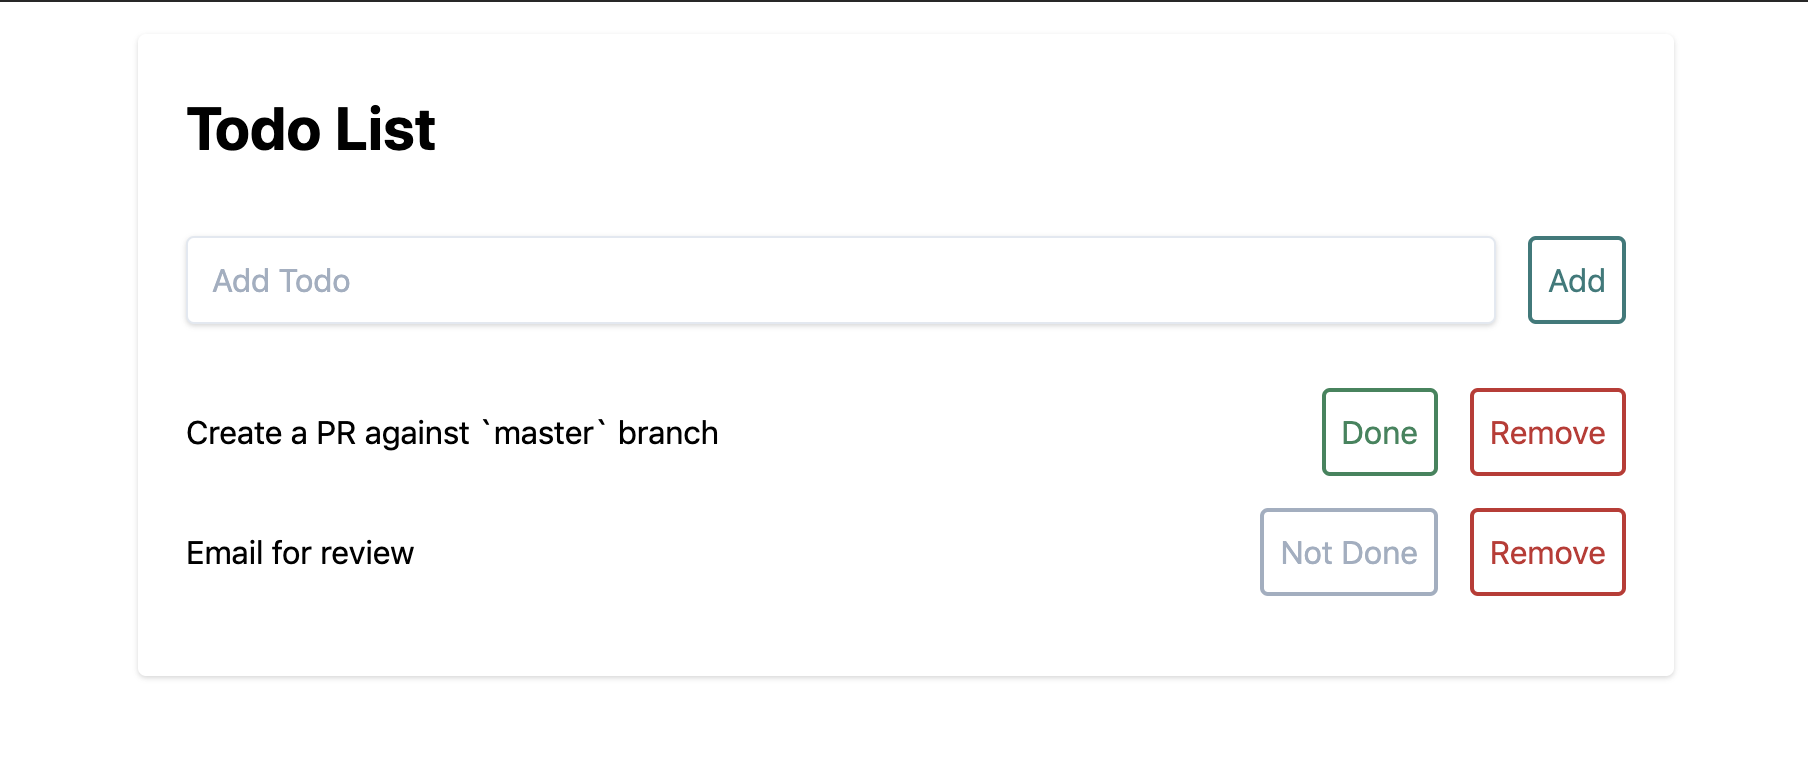 Todo List
Add Todo Add
Create a PR against `master` branch Done Remove
Email for review Not Done Remove